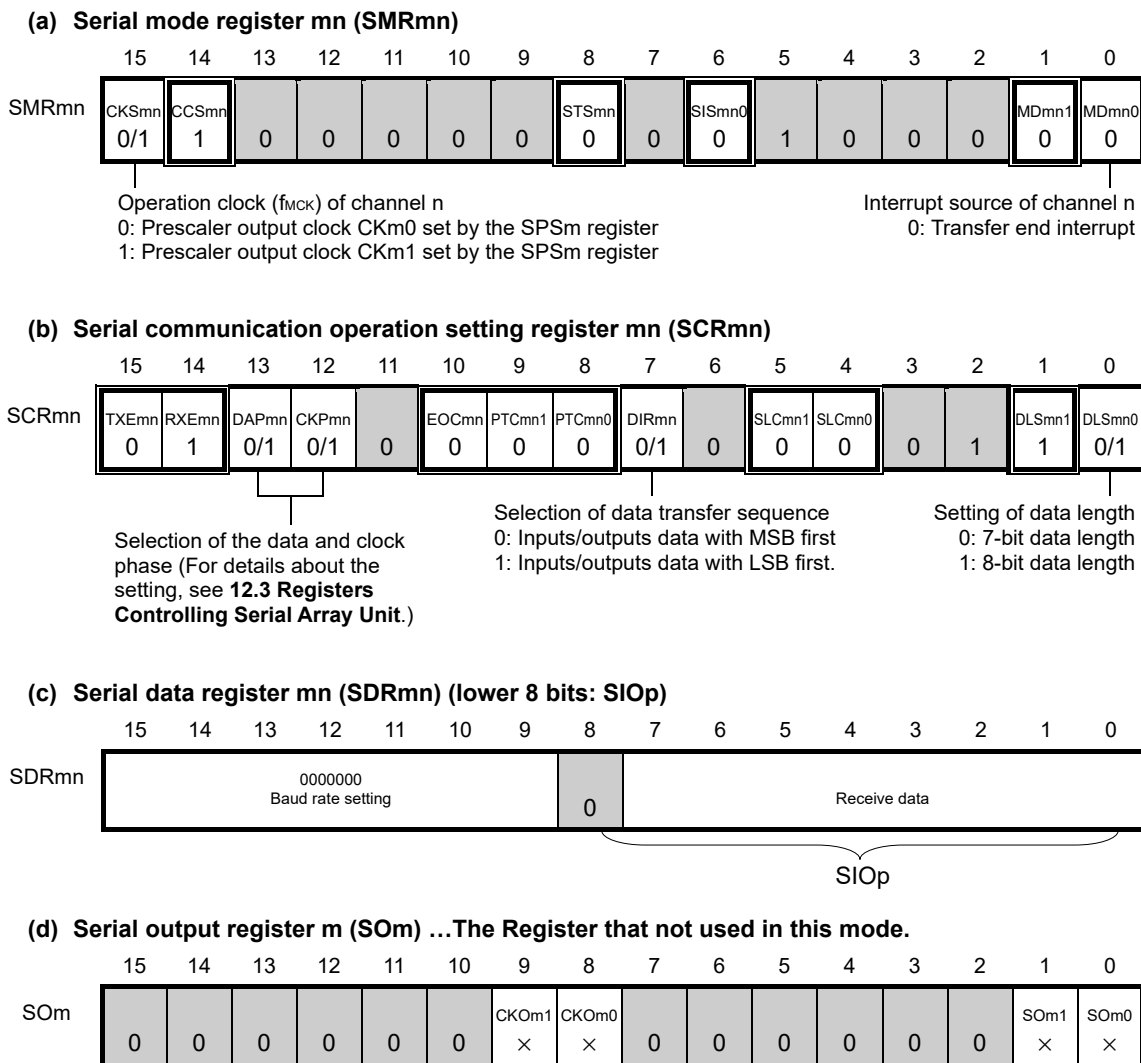 (a) Serial mode register mn (SMRmn)
15 14 13 12 11 10 9 8 7 6 5 4 3 2 1 0
SMRmn
CKSmn CCSmn STSmn SISmn0 MDmn1 MDmn0
0/1 1 0 0 0 0 0 0 0 0 1 0 0 0 0 0
Operation clock (fMCK) of channel n
0: Prescaler output clock CKm0 set by the SPSm register
1: Prescaler output clock CKm1 set by the SPSm register
Interrupt source of channel n
0: Transfer end interrupt
(b) Serial communication operation setting register mn (SCRmn)
15 14 13 12 11 10 9 8 7 6 5 4 3 2 1 0
SCRmn
TXEmn RXEmn DAPmn CKPmn EOCmn PTCmn1 PTCmn0 DIRmn SLCmn1 SLCmn0 DLSmn1 DLSmn0
0 1 0/1 0/1 0 0 0 0 0/1 0 0 0 0 1 1 0/1
Selection of the data and clock
phase (For details about the
setting, see 12.3 Registers
Controlling Serial Array Unit.)
Selection of data transfer sequence
0: Inputs/outputs data with MSB first
1: Inputs/outputs data with LSB first.
Setting of data length
0: 7-bit data length
1: 8-bit data length
(c) Serial data register mn (SDRmn) (lower 8 bits: SIOp)
15 14 13 12 11 10 9 8 7 6 5 4 3 2 1 0
SDRmn
0000000
Baud rate setting
0
Receive data
SIOp
(d) Serial output register m (SOm) …The Register that not used in this mode.
15 14 13 12 11 10 9 8 7 6 5 4 3 2 1 0
SOm
CKOm1 CKOm0 SOm1 SOm0
0 0 0 0 0 0 × × 0 0 0 0 0 0 × ×